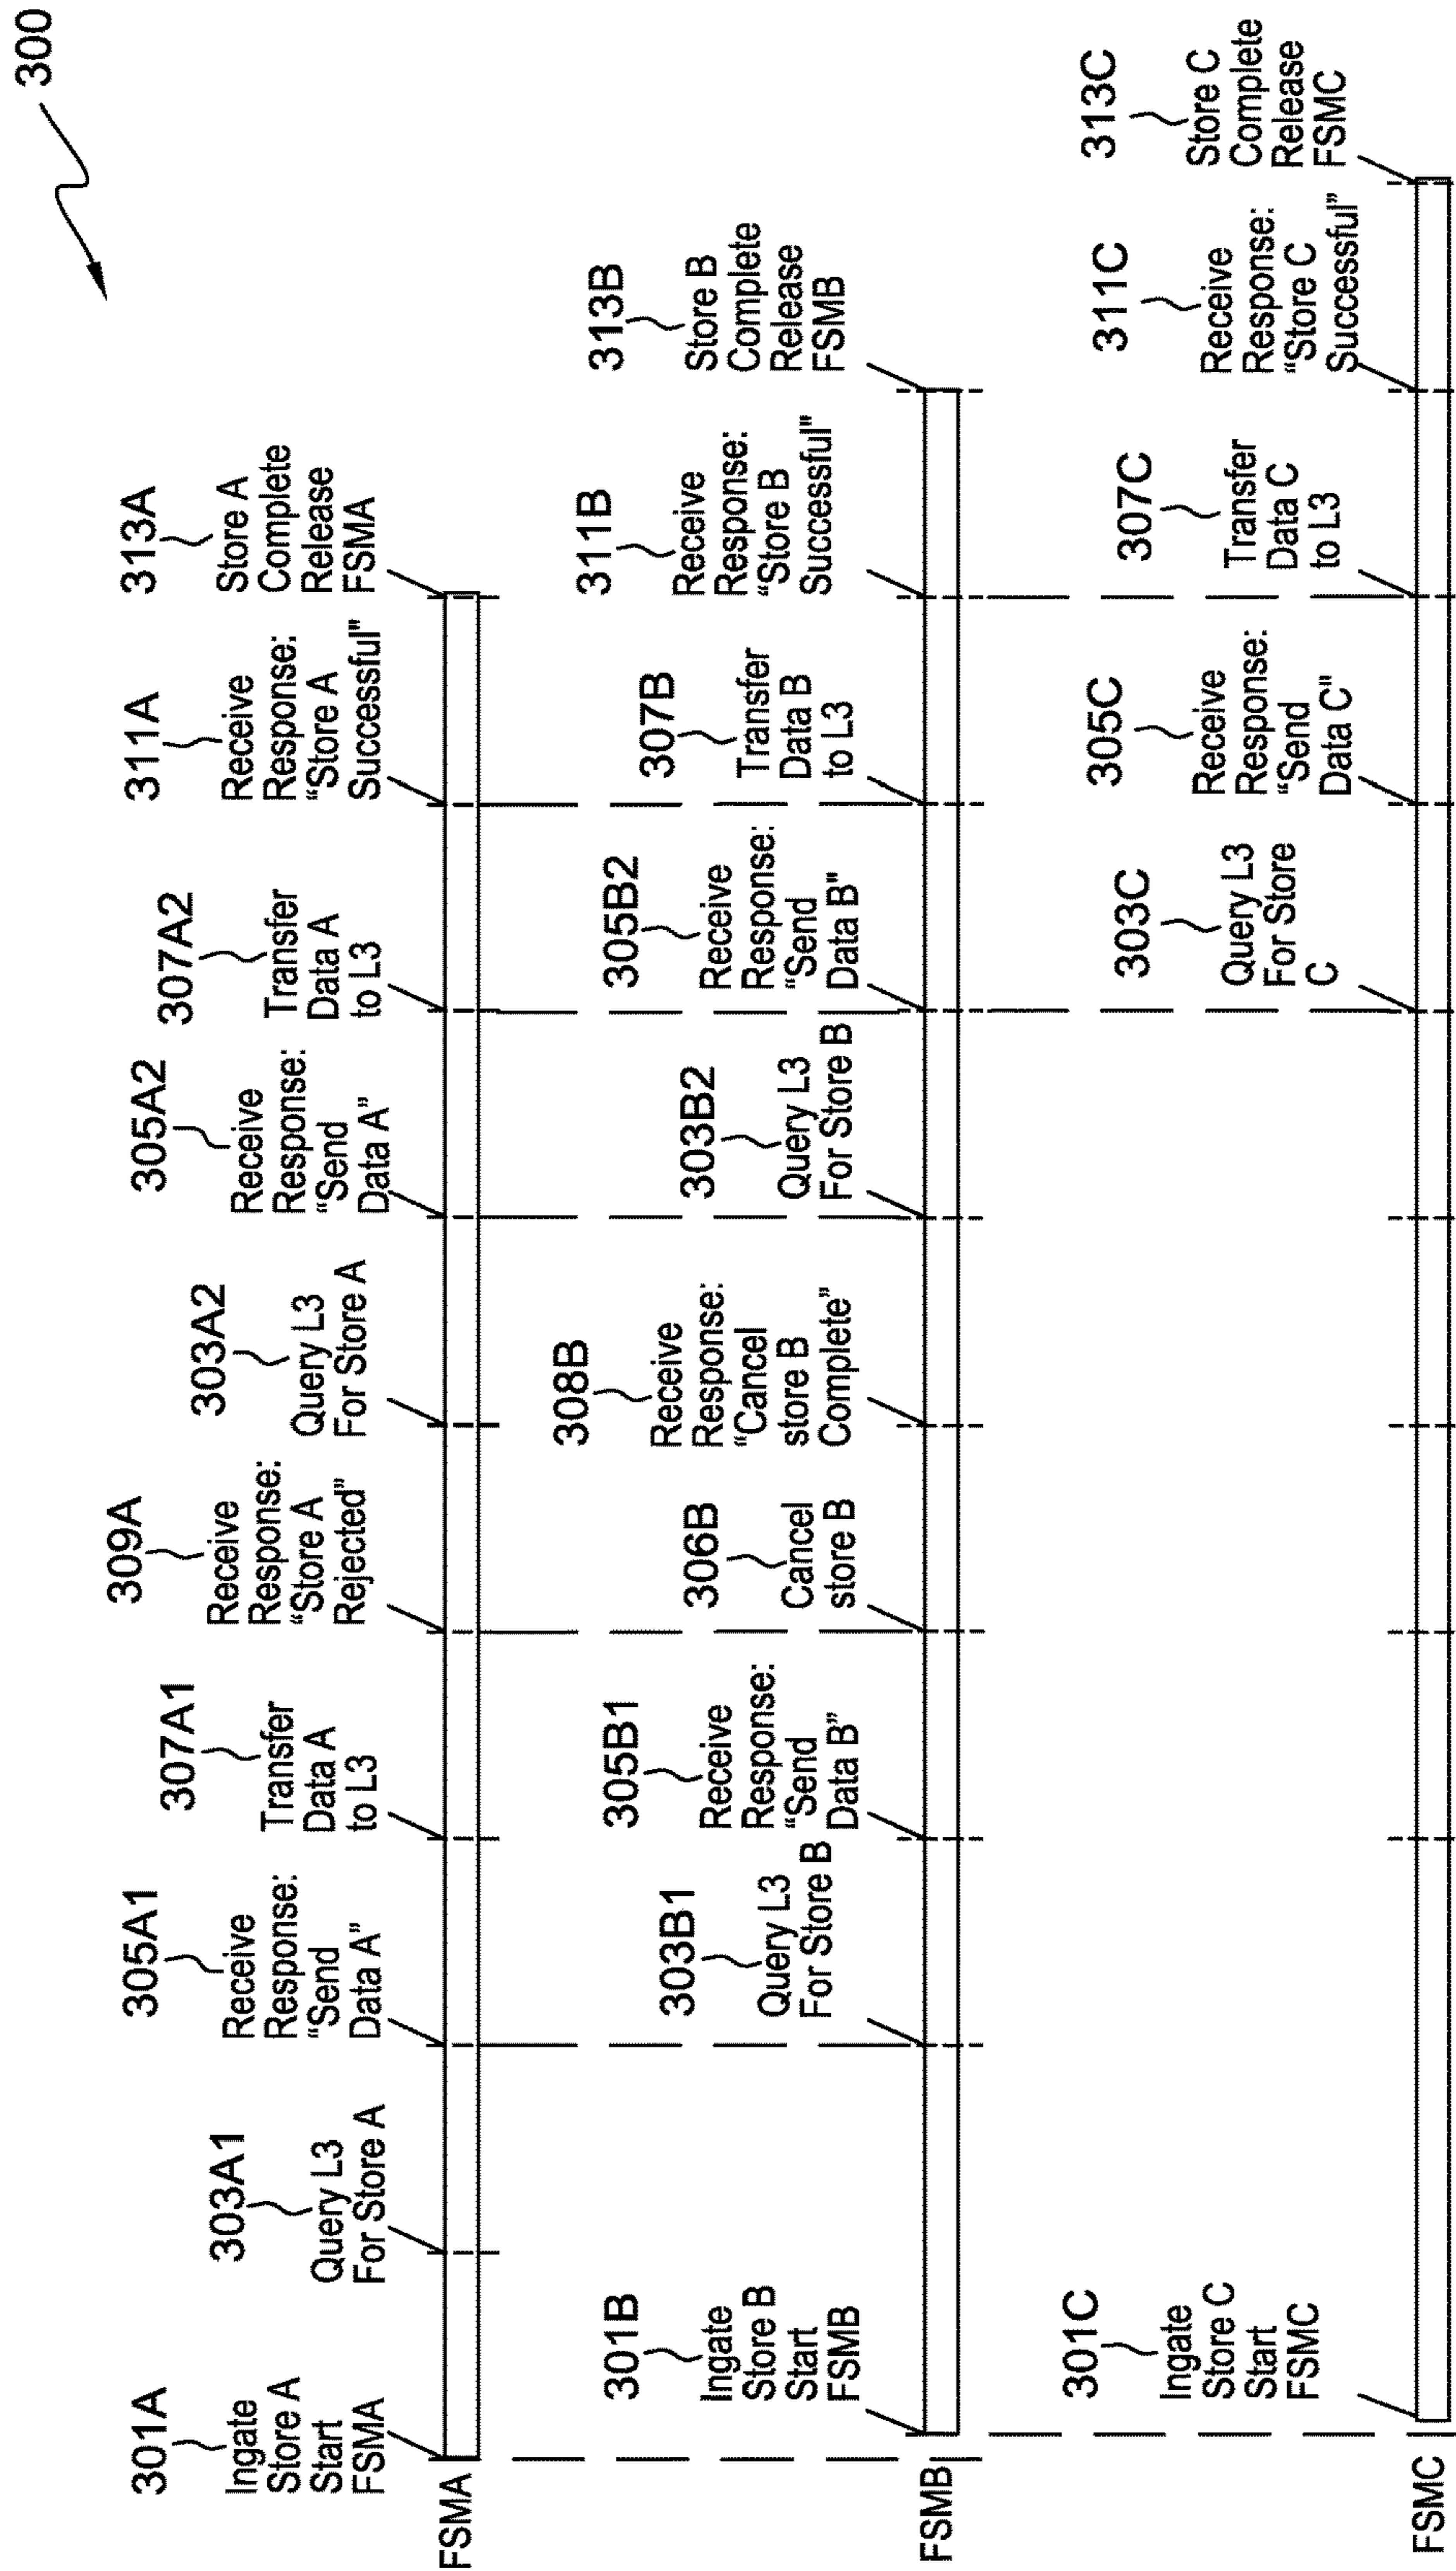 300
301A
Ingate
Store A
Start
FSMA
303A1
Query L3
For Store A
305A1
Receive
Response:
“Send
Data A”
307A1
Transfer
Data A
to L3
309A
Receive
Response:
“Store A
Rejected”
303A2
Query L3
For Store A
305A2
Receive
Response:
“Send
Data A”
307A2
Transfer
Data A
to L3
311A
Receive
Response:
“Store A
Successful"
313A
Store A
Complete
Release
FSMA
FSMA
301B
Ingate
Store B
Start
FSMB
303B1
Query L3
For Store B
305B1
Receive
Response:
“Send
Data B”
306B
Cancel
store B
308B
Receive
Response:
“Cancel
store B
Complete”
303B2
Query L3
For Store B
305B2
Receive
Response:
“Send
Data B"
307B
Transfer
Data B
to L3
311B
Receive
Response:
“Store B
Successful"
313B
Store B
Complete
Release
FSMB
FSMB
301C
Ingate
Store C
Start
FSMC
303C
Query L3
For Store
C
305C
Receive
Response:
“Send
Data C"
307C
Transfer
Data C
to L3
311C
Receive
Response:
“Store C
Successful”
313C
Store C
Complete
Release
FSMC
FSMC